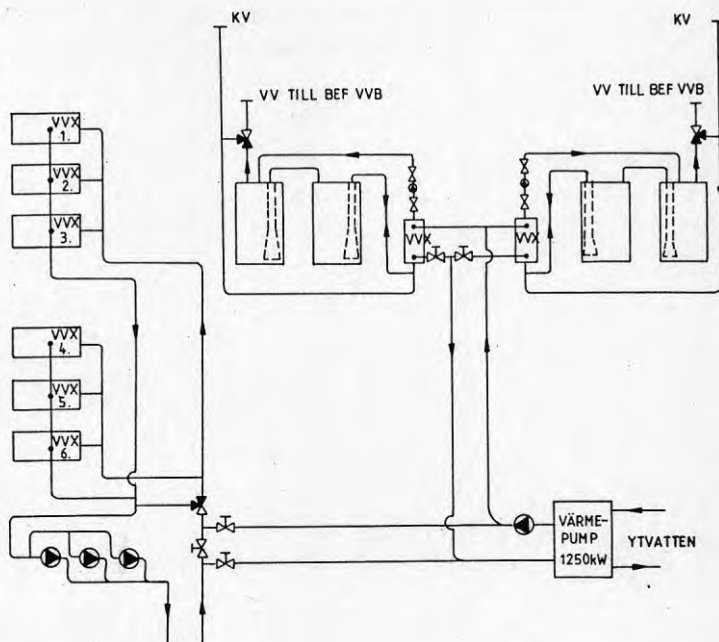 KV
KV
VV TILL BEF VVB
VV TILL BEF VVB
VVX
1.
VVX
2.
VVX
3.
VVX
VVX
VVX
4.
VVX
5.
VVX
6.
VÄRME-
PUMP
1250kW
YTVATTEN